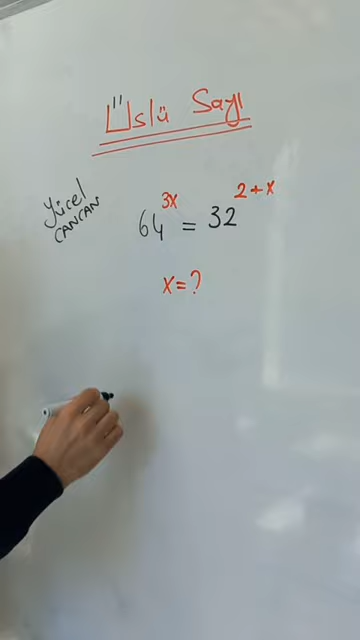 Üslü Sayı
Yücel
CANCAN
64^3x = 32^2+x
x = ?